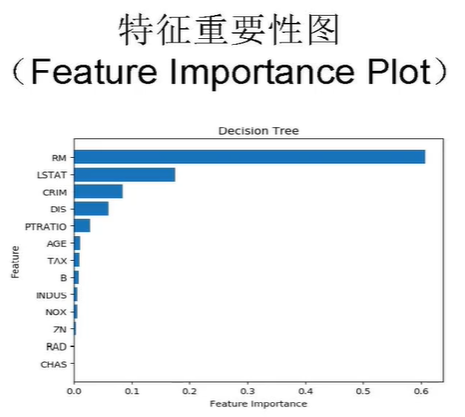 特征重要性图
（Feature Importance Plot）
Decision Tree
RM
LSTAT
CRIM
DIS
PTRATIO
AGE
TAX
B
INDUS
NOX
ZN
RAD
CHAS
Feature
0.0 0.1 0.2 0.3 0.4 0.5 0.6
Feature Importance